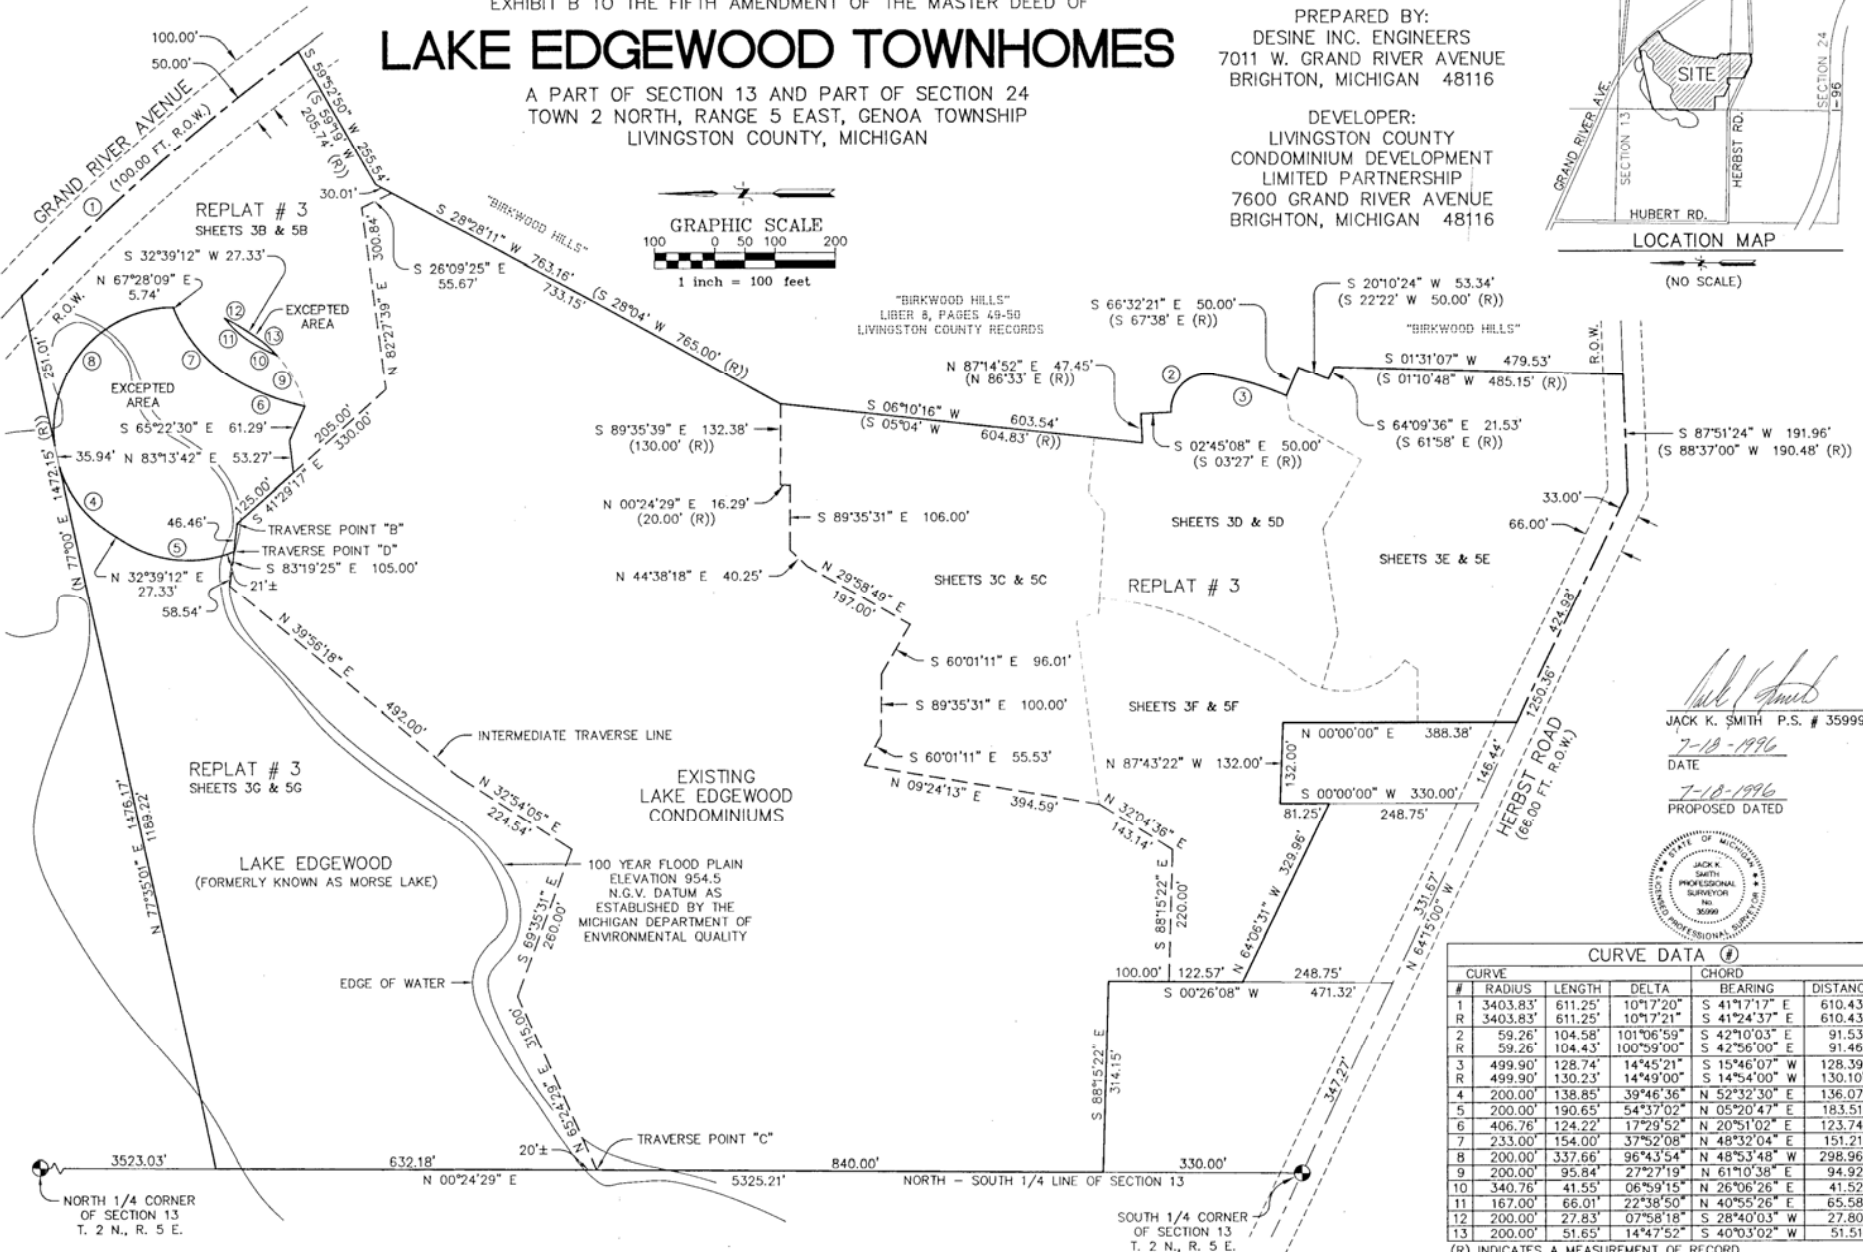 EXHIBIT B TO THE FIFTH AMENDMENT OF THE MASTER DEED OF
LAKE EDGEWOOD TOWNHOMES
A PART OF SECTION 13 AND PART OF SECTION 24
TOWN 2 NORTH, RANGE 5 EAST, GENOA TOWNSHIP
LIVINGSTON COUNTY, MICHIGAN
PREPARED BY:
DESINE INC. ENGINEERS
7011 W. GRAND RIVER AVENUE
BRIGHTON, MICHIGAN 48116
DEVELOPER:
LIVINGSTON COUNTY
CONDOMINIUM DEVELOPMENT
LIMITED PARTNERSHIP
7600 GRAND RIVER AVENUE
BRIGHTON, MICHIGAN 48116
SITE
GRAND RIVER AVE.
SECTION 13
HERBST RD.
SECTION 24
I-96
HUBERT RD.
LOCATION MAP
(NO SCALE)
GRAPHIC SCALE
100 0 50 100 200
1 inch = 100 feet
100.00'
50.00'
GRAND RIVER AVENUE
(100.00 FT. R.O.W.)
1
S 59°52'50" W 255.54'
(S 59°19' W
205.74' (R))
30.01'
REPLAT # 3
SHEETS 3B & 5B
S 32°39'12" W 27.33'
N 67°28'09" E
5.74'
R.O.W.
251.01'
12
11
13
10
9
EXCEPTED
AREA
8
7
6
EXCEPTED
AREA
N 82°27'39" E 300.84'
S 26°09'25" E
55.67'
"BIRKWOOD HILLS"
S 28°28'11" W 763.16'
733.15'
(S 28°04' W 765.00' (R))
"BIRKWOOD HILLS"
LIBER 8, PAGES 49-50
LIVINGSTON COUNTY RECORDS
S 66°32'21" E 50.00'
(S 67°38' E (R))
S 20°10'24" W 53.34'
(S 22°22' W 50.00' (R))
"BIRKWOOD HILLS"
R.O.W.
N 87°14'52" E 47.45'
(N 86°33' E (R))
2
3
S 01°31'07" W 479.53'
(S 01°10'48" W 485.15' (R))
S 06°10'16" W 603.54'
(S 05°04' W 604.83' (R))
S 02°45'08" E 50.00'
(S 03°27' E (R))
S 64°09'36" E 21.53'
(S 61°58' E (R))
S 87°51'24" W 191.96'
(S 88°37'00" W 190.48' (R))
S 65°22'30" E 61.29'
205.00'
330.00'
35.94'
N 83°13'42" E 53.27'
125.00'
S 41°29'17" E
4
5
46.46'
TRAVERSE POINT "B"
TRAVERSE POINT "D"
S 83°19'25" E 105.00'
21'±
N 32°39'12" E
27.33'
58.54'
(N 77°00' E 1472.15' (R))
S 89°35'39" E 132.38'
(130.00' (R))
N 00°24'29" E 16.29'
(20.00' (R))
S 89°35'31" E 106.00'
N 44°38'18" E 40.25'
N 29°58'49" E
197.00'
SHEETS 3C & 5C
SHEETS 3D & 5D
REPLAT # 3
SHEETS 3E & 5E
33.00'
66.00'
S 60°01'11" E 96.01'
S 89°35'31" E 100.00'
S 60°01'11" E 55.53'
SHEETS 3F & 5F
424.98'
1250.36'
N 39°56'18" E
492.00'
INTERMEDIATE TRAVERSE LINE
REPLAT # 3
SHEETS 3G & 5G
EXISTING
LAKE EDGEWOOD
CONDOMINIUMS
N 09°24'13" E 394.59'
N 87°43'22" W 132.00'
132.00'
N 00°00'00" E 388.38'
S 00°00'00" W 330.00'
81.25' 248.75'
146.44'
HERBST ROAD
(66.00 FT. R.O.W.)
N 32°54'05" E
224.54'
N 32°04'36" E
143.14'
LAKE EDGEWOOD
(FORMERLY KNOWN AS MORSE LAKE)
N 77°35'01" E 1476.17'
1189.22'
100 YEAR FLOOD PLAIN
ELEVATION 954.5
N.G.V. DATUM AS
ESTABLISHED BY THE
MICHIGAN DEPARTMENT OF
ENVIRONMENTAL QUALITY
S 69°35'31" E
260.00'
S 88°15'22" E
220.00'
N 64°06'31" W 329.96'
331.67'
N 64°15'00" W
EDGE OF WATER
100.00' 122.57' 248.75'
S 00°26'08" W 471.32'
N 65°24'29" E 315.00'
S 88°15'22" E
314.15'
347.27'
20'±
TRAVERSE POINT "C"
3523.03' 632.18' 840.00' 330.00'
N 00°24'29" E 5325.21' NORTH - SOUTH 1/4 LINE OF SECTION 13
NORTH 1/4 CORNER
OF SECTION 13
T. 2 N., R. 5 E.
SOUTH 1/4 CORNER
OF SECTION 13
T. 2 N., R. 5 E.
JACK K. SMITH P.S. # 35999
7-18-1996
DATE
7-18-1996
PROPOSED DATED
STATE OF MICHIGAN
JACK K.
SMITH
PROFESSIONAL
SURVEYOR
No.
35999
LICENSED PROFESSIONAL SURVEYOR
CURVE DATA #
CURVE CHORD
# RADIUS LENGTH DELTA BEARING DISTANC
1 3403.83' 611.25' 10°17'20" S 41°17'17" E 610.43
R 3403.83' 611.25' 10°17'21" S 41°24'37" E 610.43
2 59.26' 104.58' 101°06'59" S 42°10'03" E 91.53
R 59.26' 104.43' 100°59'00" S 42°56'00" E 91.46
3 499.90' 128.74' 14°45'21" S 15°46'07" W 128.39
R 499.90' 130.23' 14°49'00" S 14°54'00" W 130.10
4 200.00' 138.85' 39°46'36" N 52°32'30" E 136.07
5 200.00' 190.65' 54°37'02" N 05°20'47" E 183.51
6 406.76' 124.22' 17°29'52" N 20°51'02" E 123.74
7 233.00' 154.00' 37°52'08" N 48°32'04" E 151.21
8 200.00' 337.66' 96°43'54" N 48°53'48" W 298.96
9 200.00' 95.84' 27°27'19" N 61°10'38" E 94.92
10 340.76' 41.55' 06°59'15" N 26°06'26" E 41.52
11 167.00' 66.01' 22°38'50" N 40°55'26" E 65.58
12 200.00' 27.83' 07°58'18" S 28°40'03" W 27.80
13 200.00' 51.65' 14°47'52" S 40°03'02" W 51.51
(R) INDICATES A MEASUREMENT OF RECORD